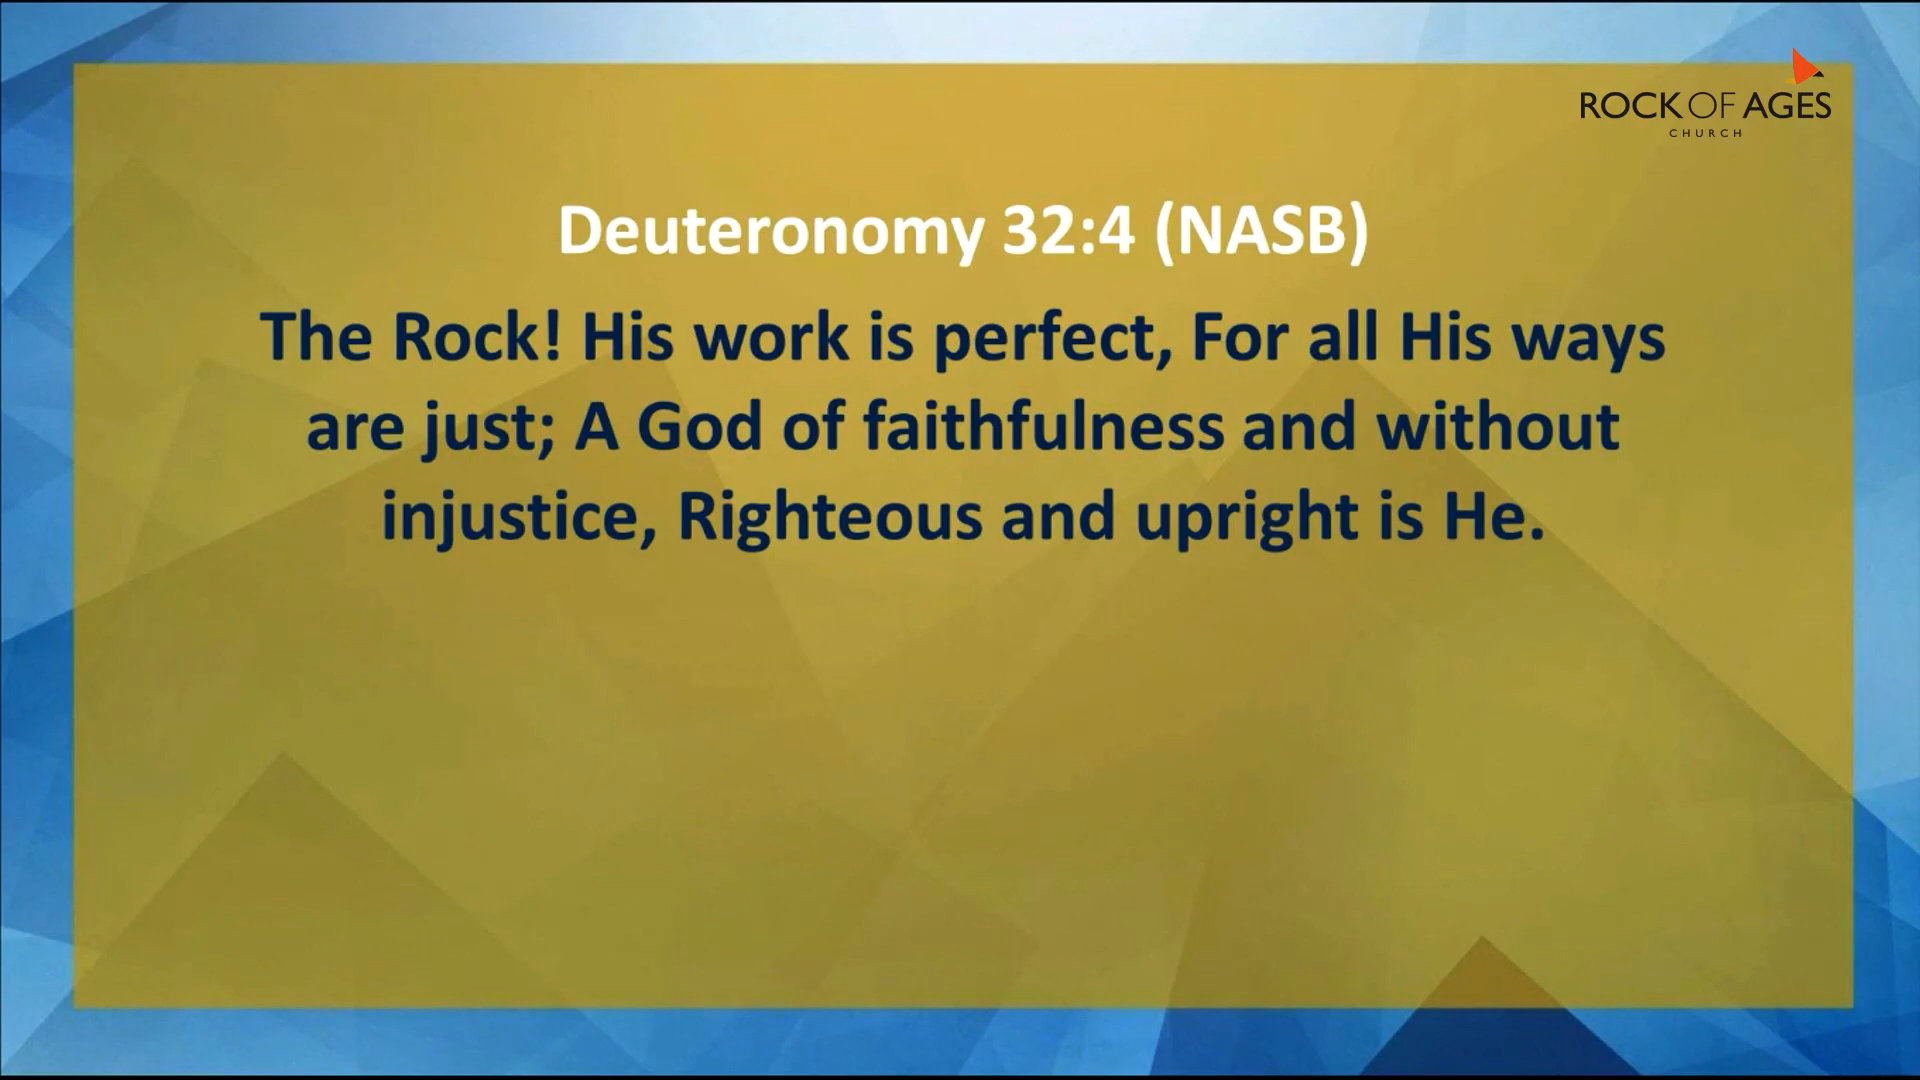 ROCK OF AGES
CHURCH
Deuteronomy 32:4 (NASB)
The Rock! His work is perfect, For all His ways
are just; A God of faithfulness and without
injustice, Righteous and upright is He.